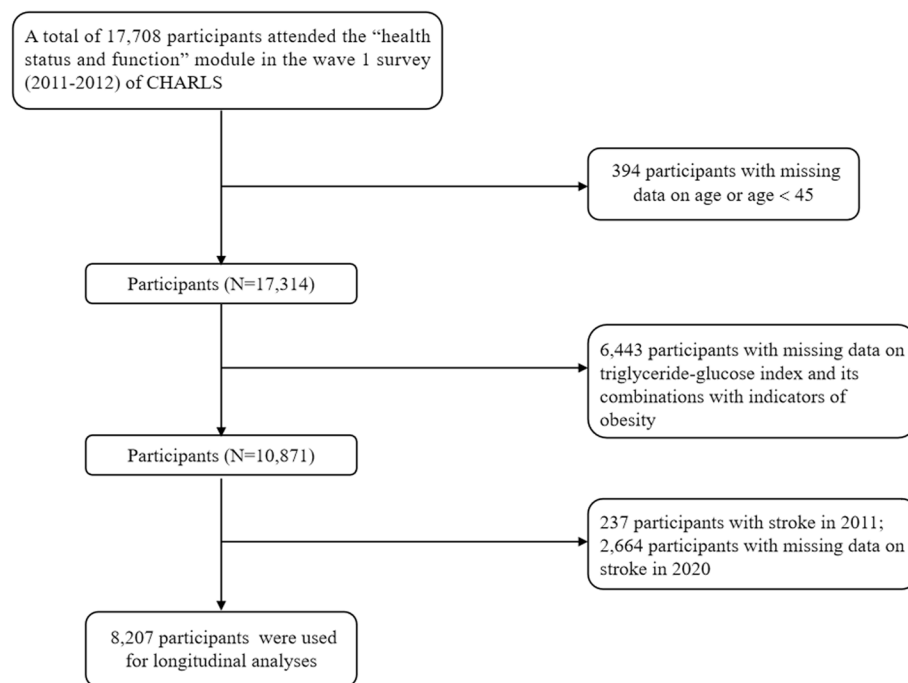 A total of 17,708 participants attended the “health
status and function” module in the wave 1 survey
(2011-2012) of CHARLS
394 participants with missing
data on age or age < 45
Participants (N=17,314)
6,443 participants with missing data on
triglyceride-glucose index and its
combinations with indicators of
obesity
Participants (N=10,871)
237 participants with stroke in 2011;
2,664 participants with missing data on
stroke in 2020
8,207 participants were used
for longitudinal analyses